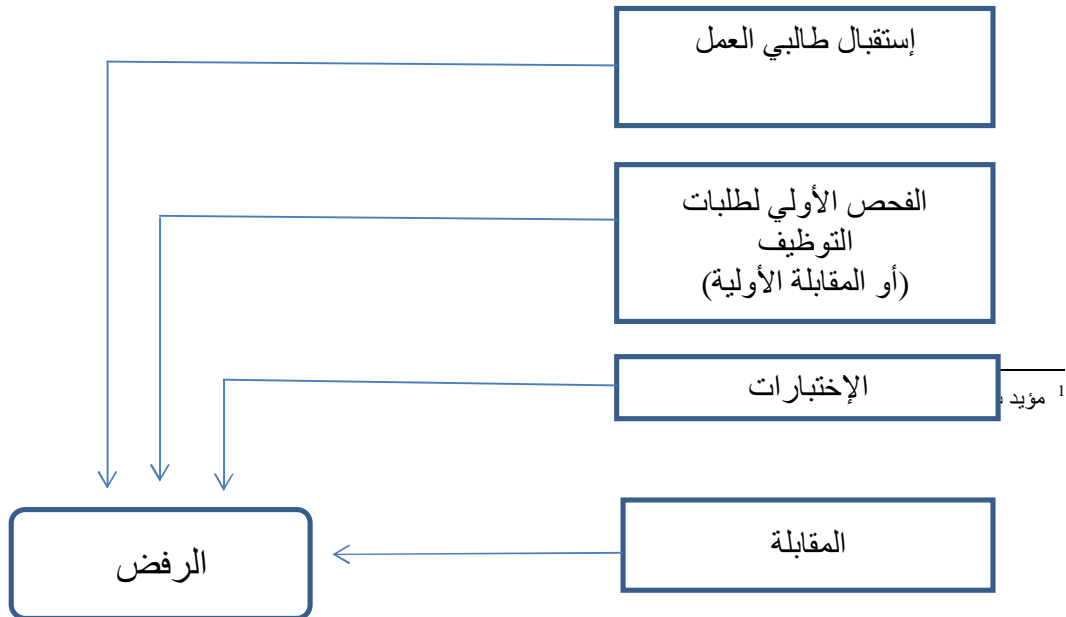 إستقبال طالبي العمل
الفحص الأولي لطلبات
التوظيف
(أو المقابلة الأولية)
الإختبارات
1 مؤيد
المقابلة
الرفض